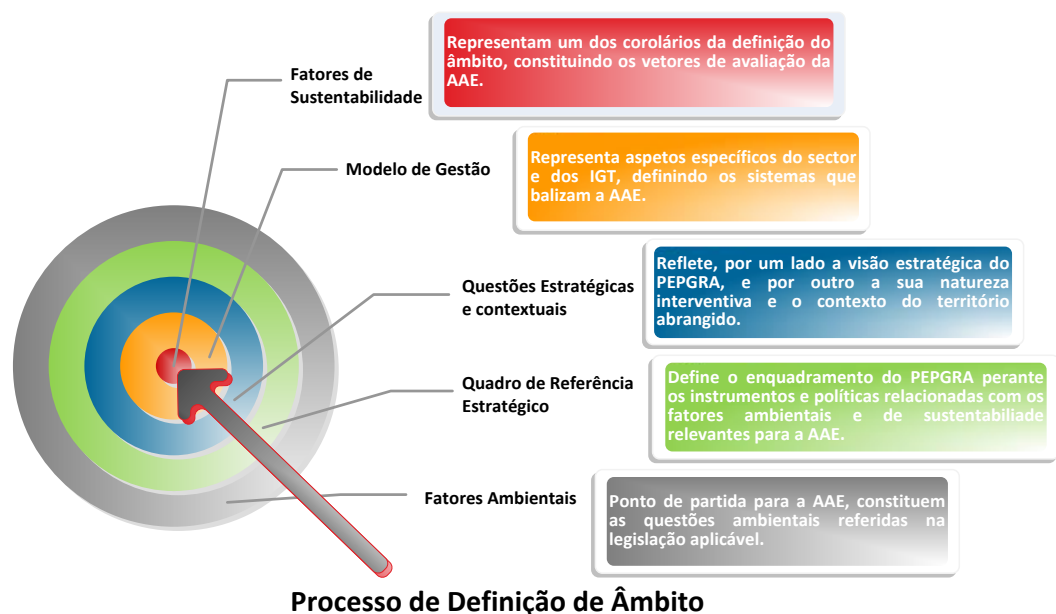 Fatores de
Sustentabilidade
Representam um dos corolários da definição do
âmbito, constituindo os vetores de avaliação da
AAE.
Modelo de Gestão
Representa aspetos específicos do sector
e dos IGT, definindo os sistemas que
balizam a AAE.
Questões Estratégicas
e contextuais
Reflete, por um lado a visão estratégica do
PEPGRA, e por outro a sua natureza
interventiva e o contexto do território
abrangido.
Quadro de Referência
Estratégico
Define o enquadramento do PEPGRA perante
os instrumentos e políticas relacionadas com os
fatores ambientais e de sustentabiliade
relevantes para a AAE.
Fatores Ambientais
Ponto de partida para a AAE, constituem
as questões ambientais referidas na
legislação aplicável.
Processo de Definição de Âmbito